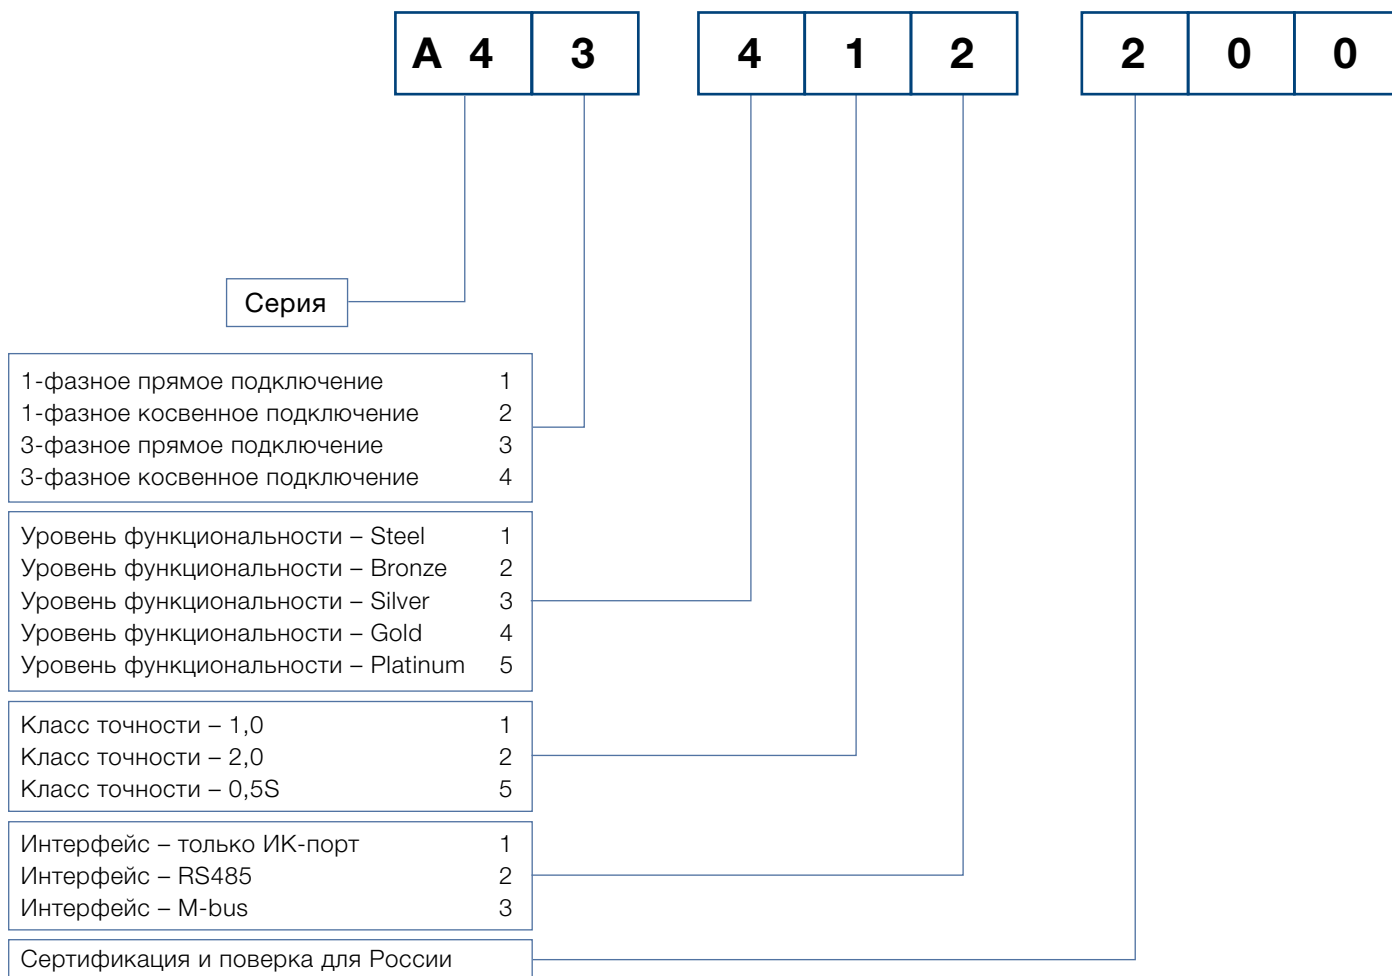 A 4 3 4 1 2 2 0 0
Серия
1-фазное прямое подключение 1
1-фазное косвенное подключение 2
3-фазное прямое подключение 3
3-фазное косвенное подключение 4
Уровень функциональности – Steel 1
Уровень функциональности – Bronze 2
Уровень функциональности – Silver 3
Уровень функциональности – Gold 4
Уровень функциональности – Platinum 5
Класс точности – 1,0 1
Класс точности – 2,0 2
Класс точности – 0,5S 5
Интерфейс – только ИК-порт 1
Интерфейс – RS485 2
Интерфейс – M-bus 3
Сертификация и поверка для России